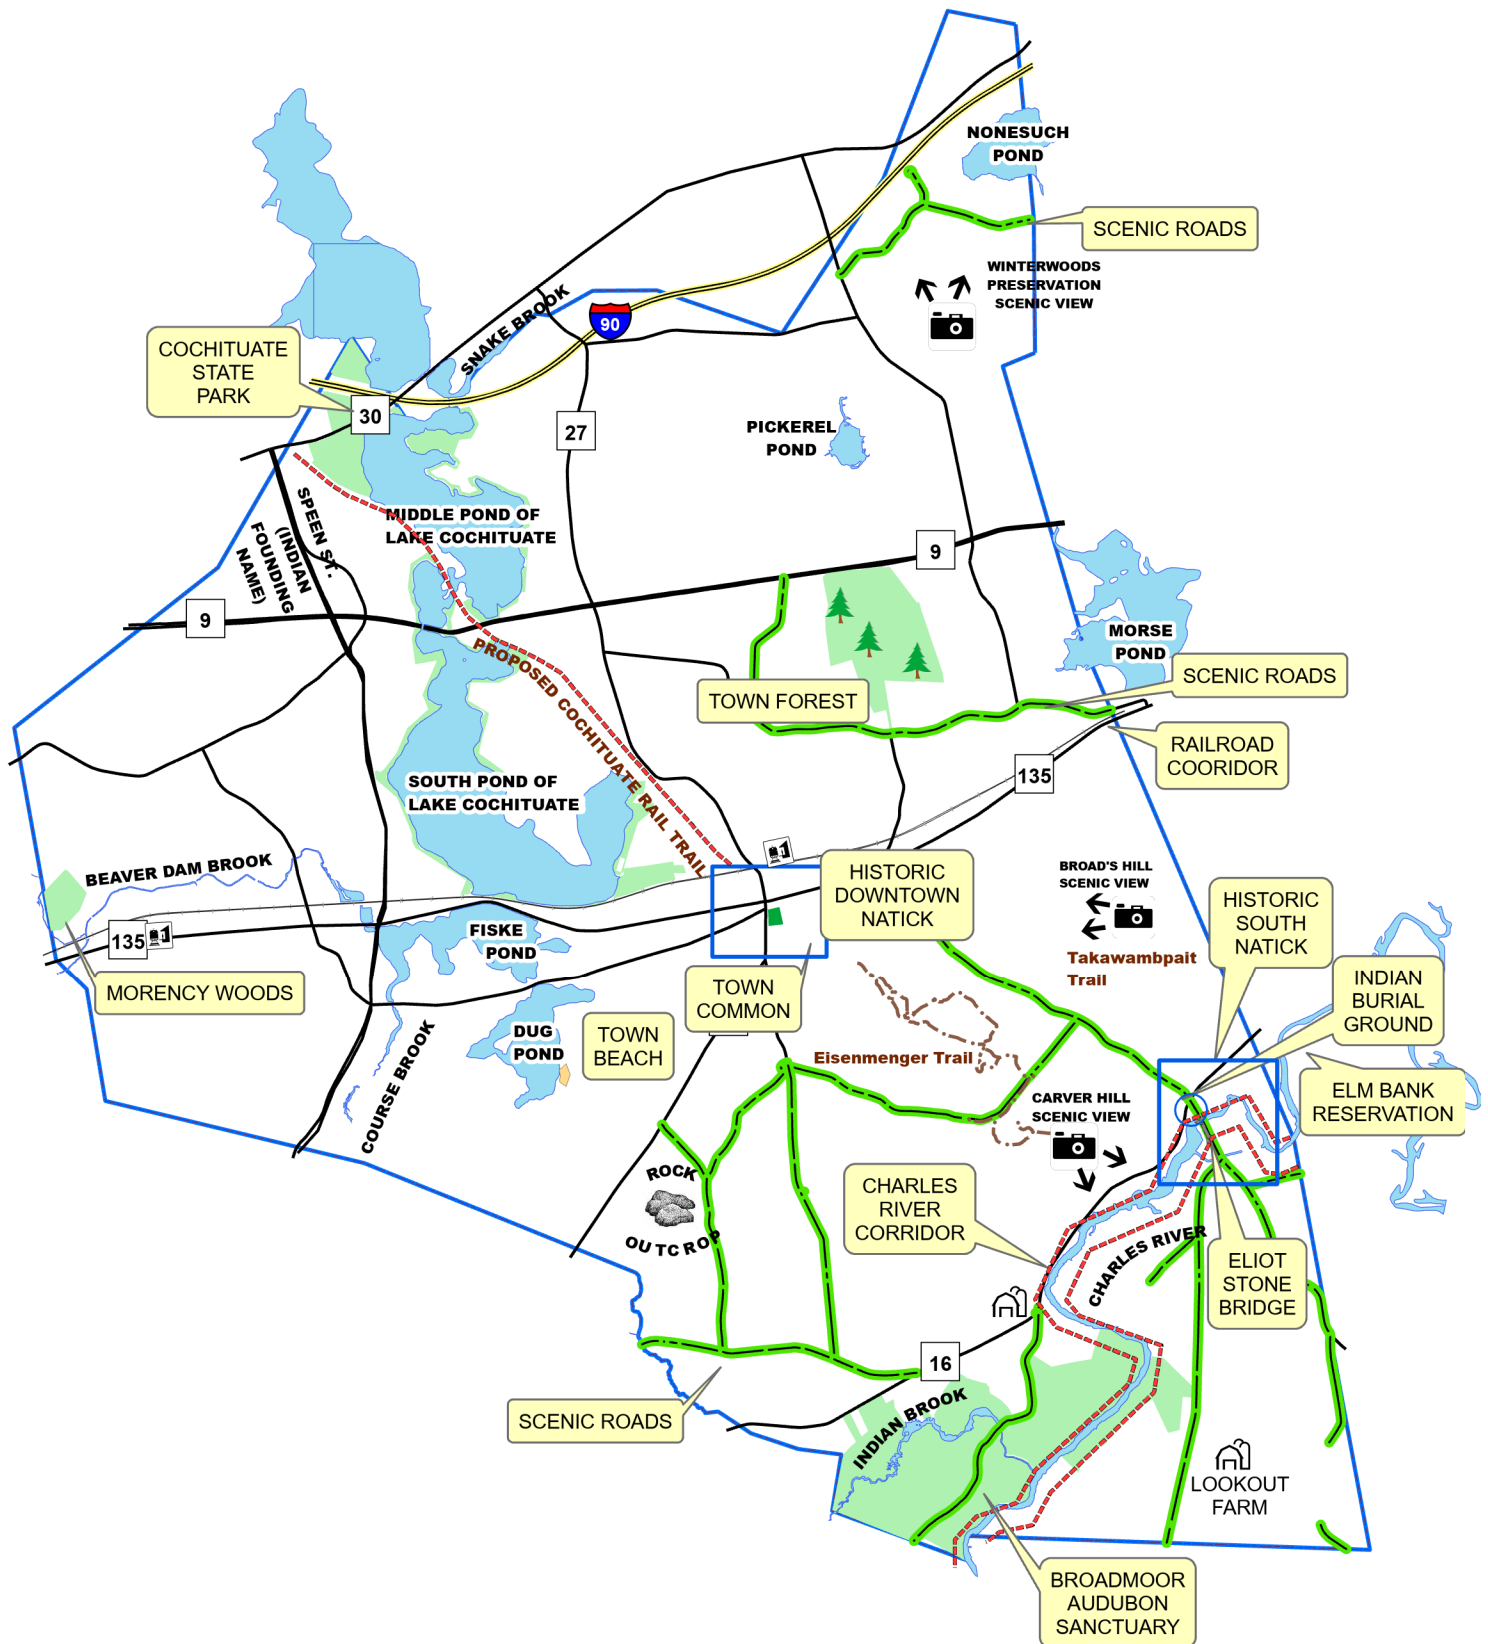 NONESUCH
POND
SCENIC ROADS
WINTERWOODS
PRESERVATION
SCENIC VIEW
SNAKE BROOK
90
COCHITUATE
STATE
PARK
30
27
PICKEREL
POND
SPEEN ST.
(INDIAN
FOUNDING
NAME)
MIDDLE POND OF
LAKE COCHITUATE
9
9
MORSE
POND
PROPOSED COCHITUATE RAIL TRAIL
TOWN FOREST
SCENIC ROADS
RAILROAD
COORIDOR
135
SOUTH POND OF
LAKE COCHITUATE
BEAVER DAM BROOK
HISTORIC
DOWNTOWN
NATICK
BROAD'S HILL
SCENIC VIEW
HISTORIC
SOUTH
NATICK
135
FISKE
POND
Takawambpait
Trail
MORENCY WOODS
TOWN
COMMON
INDIAN
BURIAL
GROUND
DUG
POND
TOWN
BEACH
Eisenmenger Trail
COURSE BROOK
ELM BANK
RESERVATION
CARVER HILL
SCENIC VIEW
ROCK
OUTCROP
CHARLES
RIVER
CORRIDOR
CHARLES RIVER
ELIOT
STONE
BRIDGE
16
SCENIC ROADS
INDIAN BROOK
LOOKOUT
FARM
BROADMOOR
AUDUBON
SANCTUARY